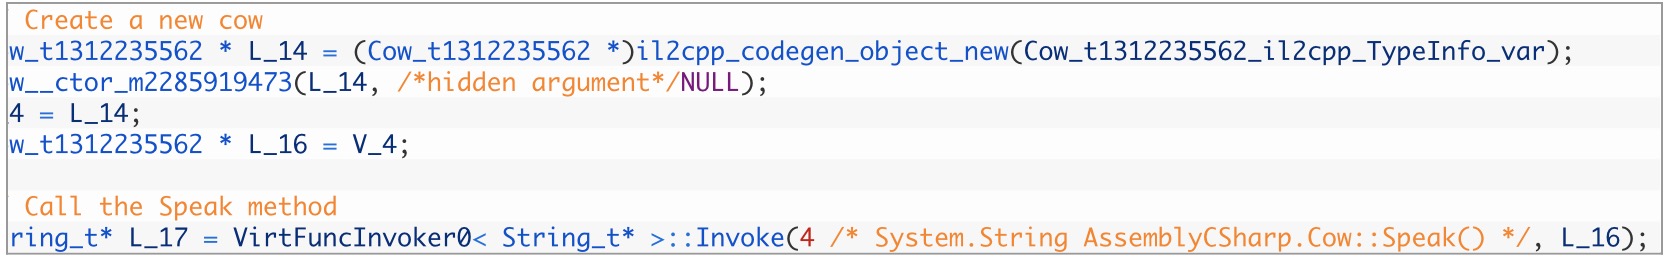 Create a new cow
w_t1312235562 * L_14 = (Cow_t1312235562 *)il2cpp_codegen_object_new(Cow_t1312235562_il2cpp_TypeInfo_var);
w__ctor_m2285919473(L_14, /*hidden argument*/NULL);
4 = L_14;
w_t1312235562 * L_16 = V_4;
Call the Speak method
ring_t* L_17 = VirtFuncInvoker0< String_t* >::Invoke(4 /* System.String AssemblyCSharp.Cow::Speak() */, L_16);